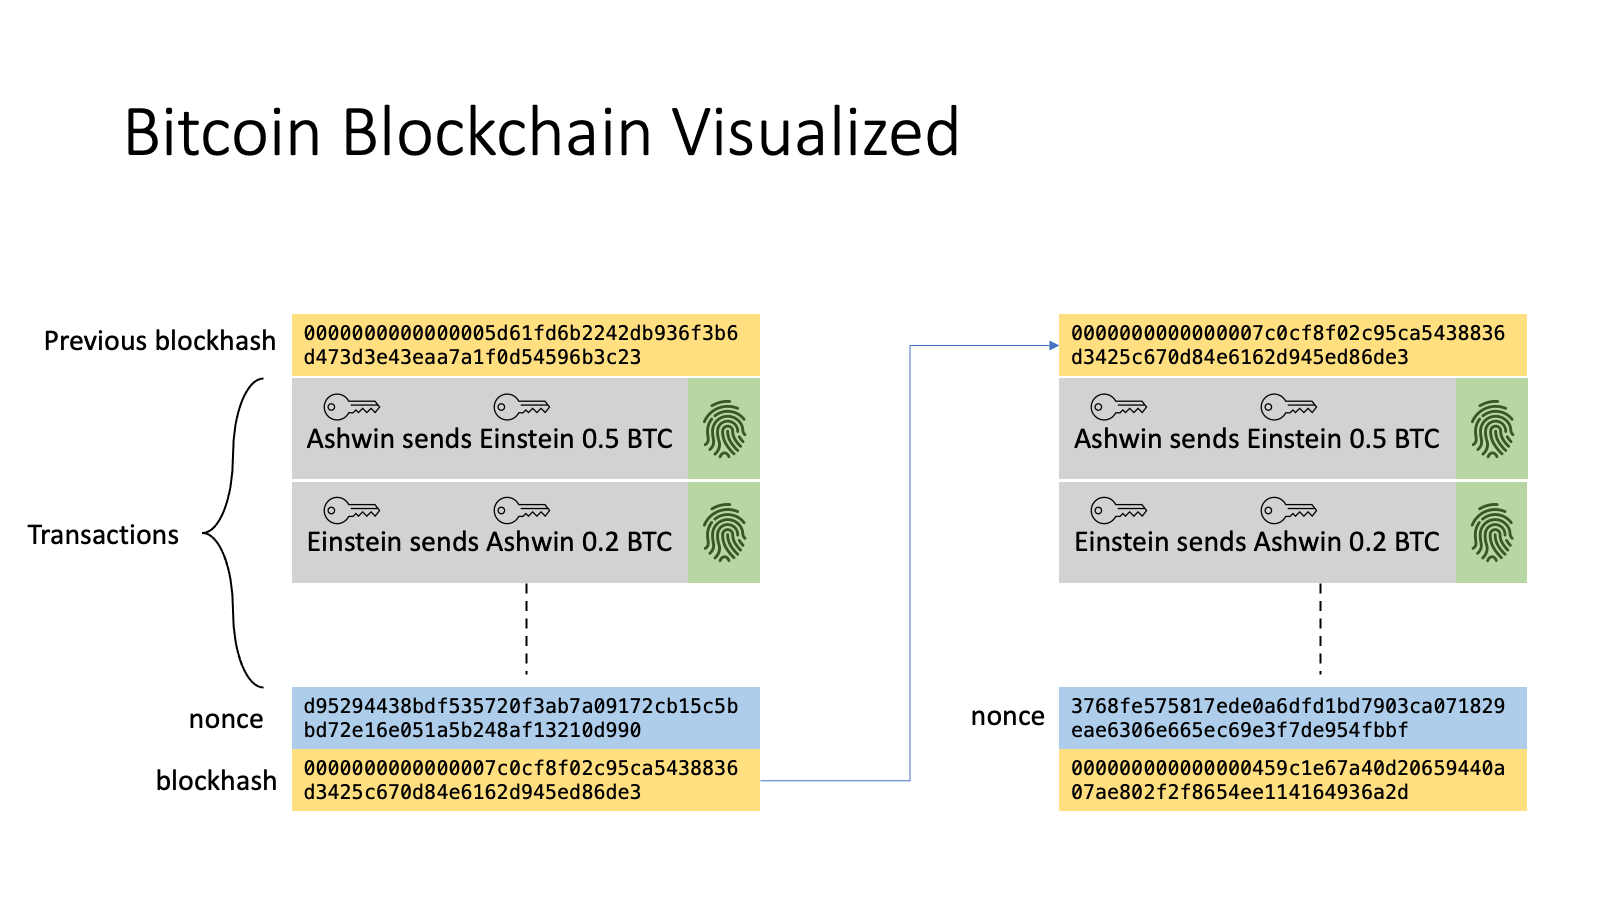 Bitcoin Blockchain Visualized
Previous blockhash
0000000000000005d61fd6b2242db936f3b6
d473d3e43eaa7a1f0d54596b3c23
Transactions
Ashwin sends Einstein 0.5 BTC
Einstein sends Ashwin 0.2 BTC
nonce
d95294438bdf535720f3ab7a09172cb15c5b
bd72e16e051a5b248af13210d990
blockhash
0000000000000007c0cf8f02c95ca5438836
d3425c670d84e6162d945ed86de3
0000000000000007c0cf8f02c95ca5438836
d3425c670d84e6162d945ed86de3
Ashwin sends Einstein 0.5 BTC
Einstein sends Ashwin 0.2 BTC
nonce
3768fe575817ede0a6dfd1bd7903ca071829
eae6306e665ec69e3f7de954fbbf
000000000000000459c1e67a40d20659440a
07ae802f2f8654ee114164936a2d